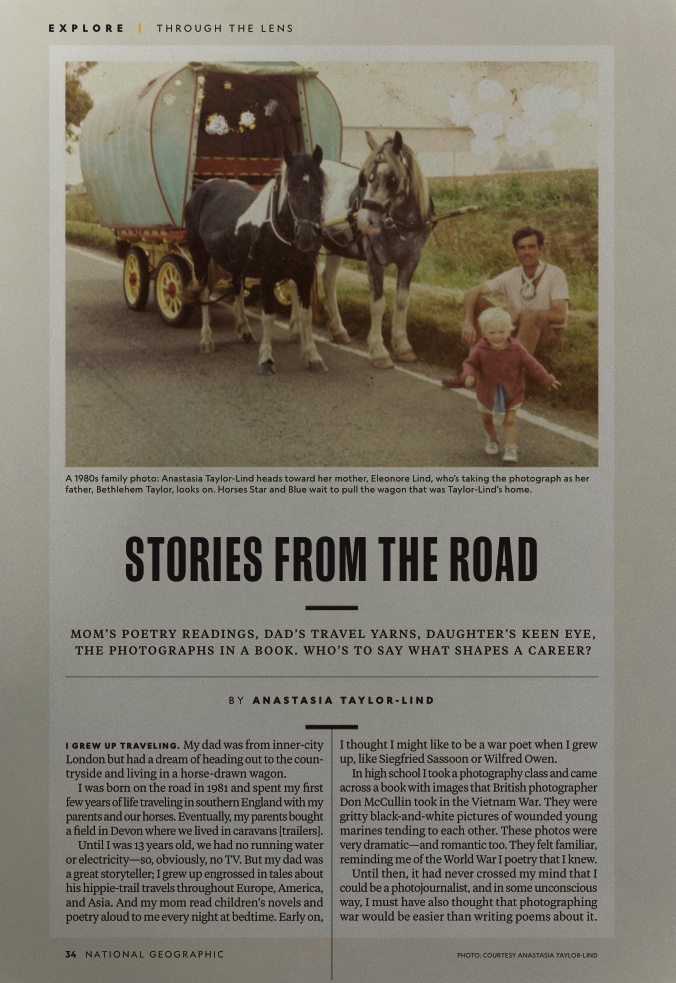 EXPLORE | THROUGH THE LENS
A 1980s family photo: Anastasia Taylor-Lind heads toward her mother, Eleonore Lind, who's taking the photograph as her
father, Bethlehem Taylor, looks on. Horses Star and Blue wait to pull the wagon that was Taylor-Lind's home.
STORIES FROM THE ROAD
MOM'S POETRY READINGS, DAD'S TRAVEL YARNS, DAUGHTER'S KEEN EYE,
THE PHOTOGRAPHS IN A BOOK. WHO'S TO SAY WHAT SHAPES A CAREER?
BY ANASTASIA TAYLOR-LIND
I GREW UP TRAVELING. My dad was from inner-city
London but had a dream of heading out to the coun-
tryside and living in a horse-drawn wagon.
I was born on the road in 1981 and spent my first
few years of life traveling in southern England with my
parents and our horses. Eventually, my parents bought
a field in Devon where we lived in caravans [trailers].
Until I was 13 years old, we had no running water
or electricity—so, obviously, no TV. But my dad was
a great storyteller; I grew up engrossed in tales about
his hippie-trail travels throughout Europe, America,
and Asia. And my mom read children's novels and
poetry aloud to me every night at bedtime. Early on,
I thought I might like to be a war poet when I grew
up, like Siegfried Sassoon or Wilfred Owen.
In high school I took a photography class and came
across a book with images that British photographer
Don McCullin took in the Vietnam War. They were
gritty black-and-white pictures of wounded young
marines tending to each other. These photos were
very dramatic—and romantic too. They felt familiar,
reminding me of the World War I poetry that I knew.
Until then, it had never crossed my mind that I
could be a photojournalist, and in some unconscious
way, I must have also thought that photographing
war would be easier than writing poems about it.
34 NATIONAL GEOGRAPHIC
PHOTO: COURTESY ANASTASIA TAYLOR-LIND